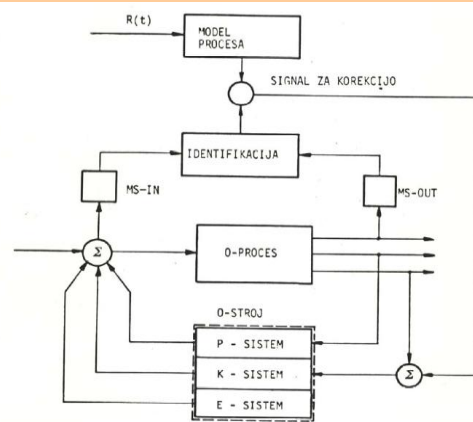 R(t)
MODEL
PROCESA
SIGNAL ZA KOREKCIJO
IDENTIFIKACIJA
MS-IN
MS-OUT
Σ
O-PROCES
O-STROJ
P - SISTEM
K - SISTEM
Σ
E - SISTEM